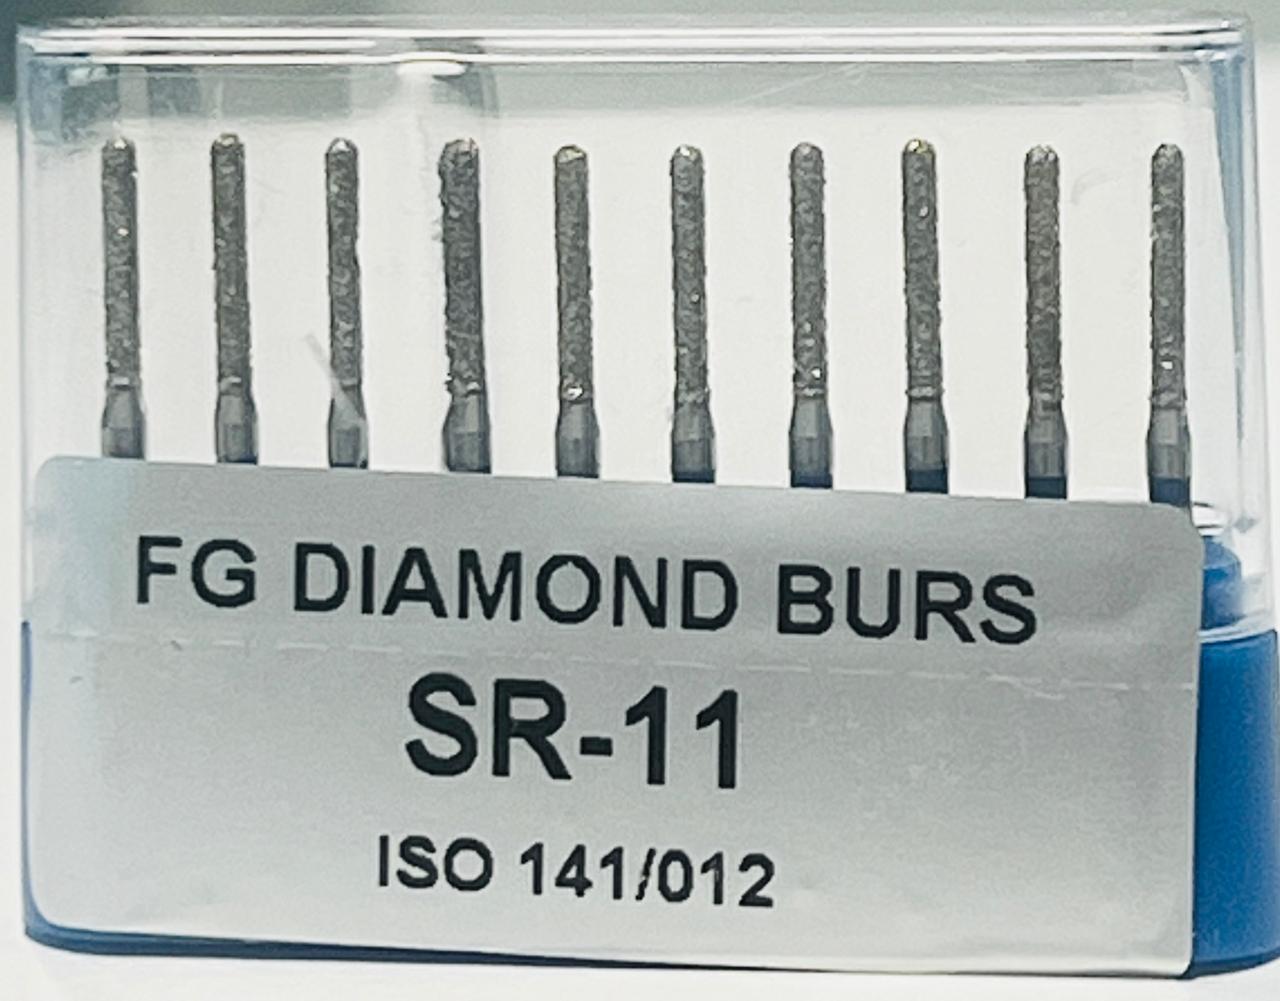 FG DIAMOND BURS
SR-11
ISO 141/012